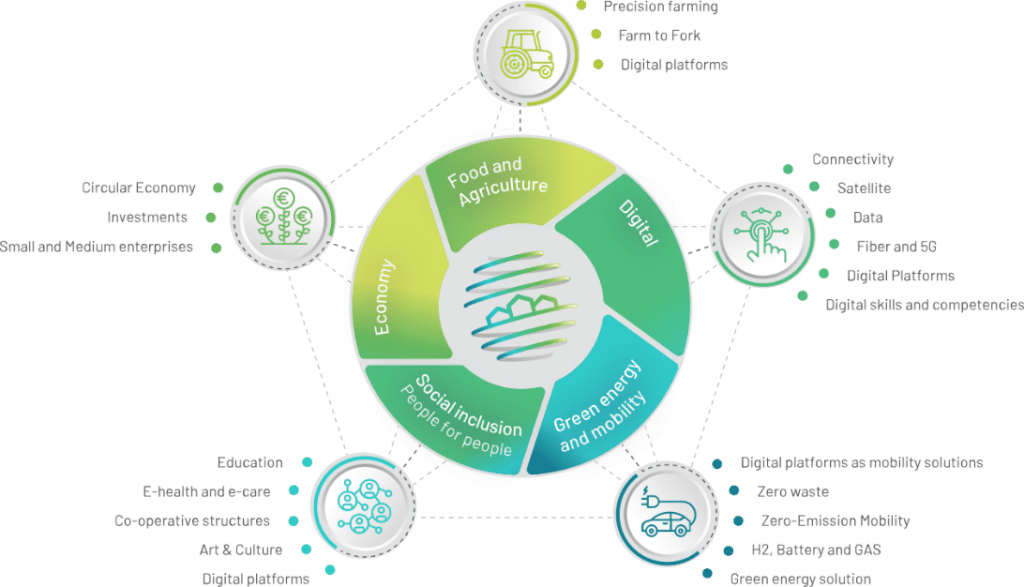 Precision farming
Farm to Fork
Digital platforms
Food and
Agriculture
Digital
Economy
Social inclusion
People for people
Green energy
and mobility
Circular Economy
Investments
Small and Medium enterprises
Connectivity
Satellite
Data
Fiber and 5G
Digital Platforms
Digital skills and competencies
Education
E-health and e-care
Co-operative structures
Art & Culture
Digital platforms
Digital platforms as mobility solutions
Zero waste
Zero-Emission Mobility
H2, Battery and GAS
Green energy solution